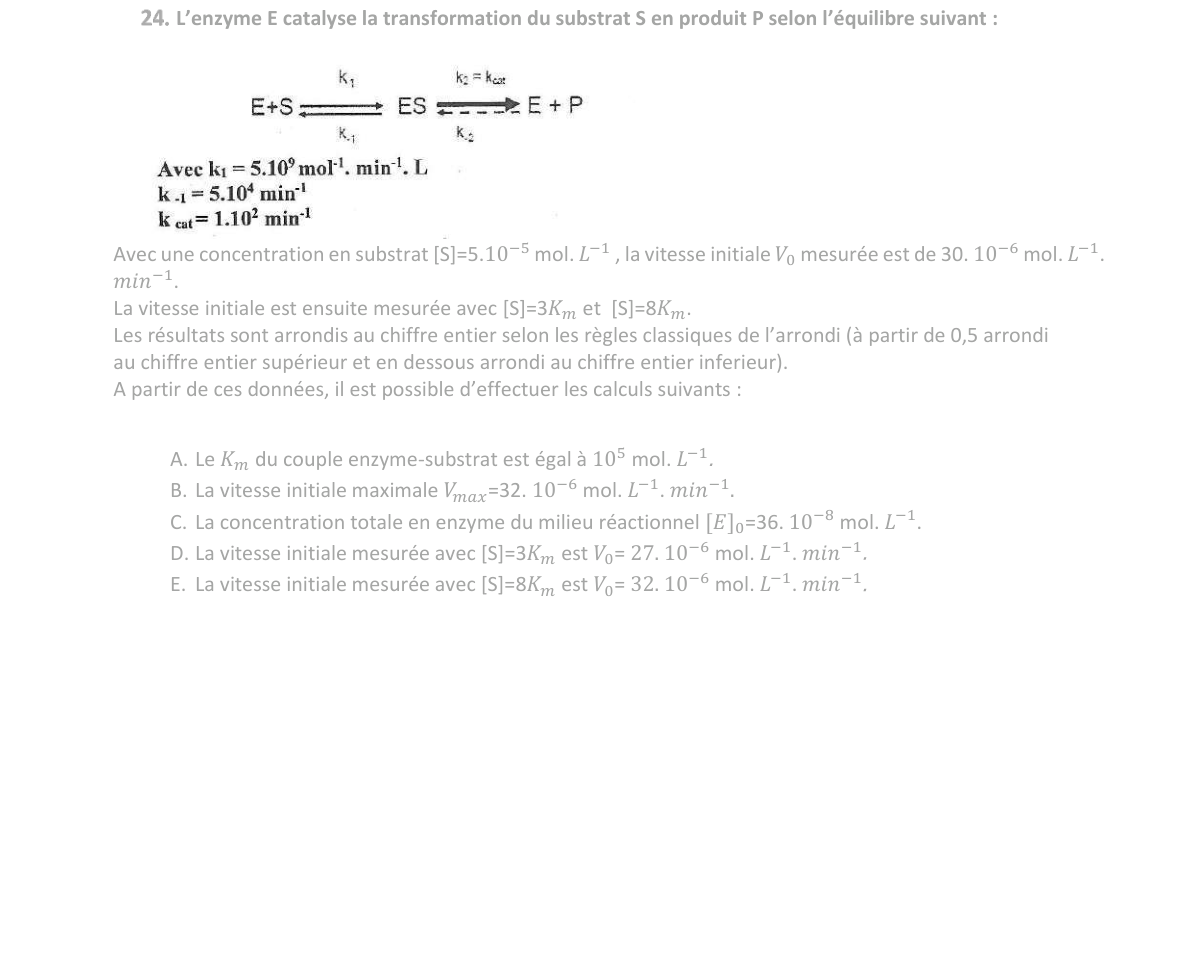 24. L’enzyme E catalyse la transformation du substrat S en produit P selon l’équilibre suivant :
k₁ k₂ = kcat
E+S ⇌ ES ⇌ E + P
k₋₁ k₋₂
Avec k₁ = 5.10⁹ mol⁻¹. min⁻¹. L
k ₋₁ = 5.10⁴ min⁻¹
k cat = 1.10² min⁻¹
Avec une concentration en substrat [S]=5.10⁻⁵ mol. L⁻¹ , la vitesse initiale V₀ mesurée est de 30. 10⁻⁶ mol. L⁻¹.
min⁻¹.
La vitesse initiale est ensuite mesurée avec [S]=3Kₘ et [S]=8Kₘ.
Les résultats sont arrondis au chiffre entier selon les règles classiques de l’arrondi (à partir de 0,5 arrondi
au chiffre entier supérieur et en dessous arrondi au chiffre entier inferieur).
A partir de ces données, il est possible d’effectuer les calculs suivants :
A. Le Kₘ du couple enzyme-substrat est égal à 10⁵ mol. L⁻¹.
B. La vitesse initiale maximale Vₘₐₓ=32. 10⁻⁶ mol. L⁻¹. min⁻¹.
C. La concentration totale en enzyme du milieu réactionnel [E]₀=36. 10⁻⁸ mol. L⁻¹.
D. La vitesse initiale mesurée avec [S]=3Kₘ est V₀= 27. 10⁻⁶ mol. L⁻¹. min⁻¹.
E. La vitesse initiale mesurée avec [S]=8Kₘ est V₀= 32. 10⁻⁶ mol. L⁻¹. min⁻¹.